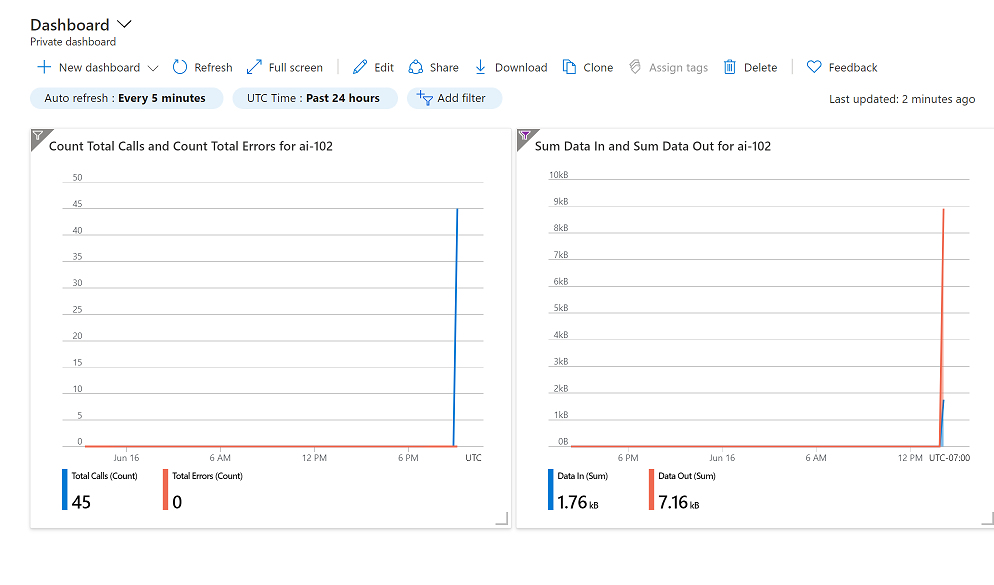 Dashboard
Private dashboard
New dashboard Refresh Full screen Edit Share Download Clone Assign tags Delete Feedback
Auto refresh : Every 5 minutes UTC Time : Past 24 hours Add filter Last updated: 2 minutes ago
Count Total Calls and Count Total Errors for ai-102
50
45
40
35
30
25
20
15
10
5
0
Jun 16 6 AM 12 PM 6 PM UTC
Total Calls (Count) Total Errors (Count)
45 0
Sum Data In and Sum Data Out for ai-102
10kB
9kB
8kB
7kB
6kB
5kB
4kB
3kB
2kB
1kB
0B
6 PM Jun 16 6 AM 12 PM UTC-07:00
Data In (Sum) Data Out (Sum)
1.76 kB 7.16 kB